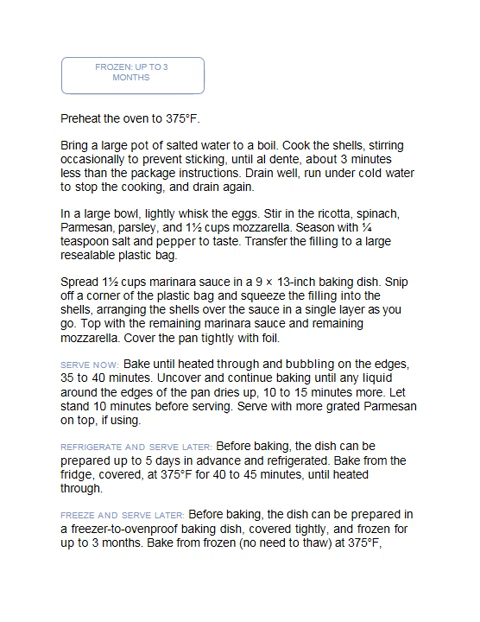 FROZEN: UP TO 3
MONTHS
Preheat the oven to 375°F.
Bring a large pot of salted water to a boil. Cook the shells, stirring
occasionally to prevent sticking, until al dente, about 3 minutes
less than the package instructions. Drain well, run under cold water
to stop the cooking, and drain again.
In a large bowl, lightly whisk the eggs. Stir in the ricotta, spinach,
Parmesan, parsley, and 1½ cups mozzarella. Season with ¼
teaspoon salt and pepper to taste. Transfer the filling to a large
resealable plastic bag.
Spread 1½ cups marinara sauce in a 9 × 13-inch baking dish. Snip
off a corner of the plastic bag and squeeze the filling into the
shells, arranging the shells over the sauce in a single layer as you
go. Top with the remaining marinara sauce and remaining
mozzarella. Cover the pan tightly with foil.
SERVE NOW: Bake until heated through and bubbling on the edges,
35 to 40 minutes. Uncover and continue baking until any liquid
around the edges of the pan dries up, 10 to 15 minutes more. Let
stand 10 minutes before serving. Serve with more grated Parmesan
on top, if using.
REFRIGERATE AND SERVE LATER: Before baking, the dish can be
prepared up to 5 days in advance and refrigerated. Bake from the
fridge, covered, at 375°F for 40 to 45 minutes, until heated
through.
FREEZE AND SERVE LATER: Before baking, the dish can be prepared in
a freezer-to-ovenproof baking dish, covered tightly, and frozen for
up to 3 months. Bake from frozen (no need to thaw) at 375°F,